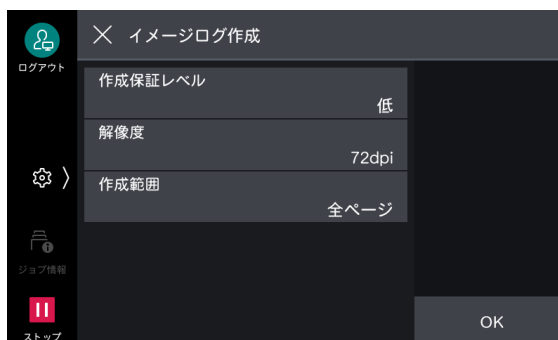 イメージログ作成
ログアウト
作成保証レベル
低
解像度
72dpi
作成範囲
全ページ
ジョブ情報
ストップ
OK